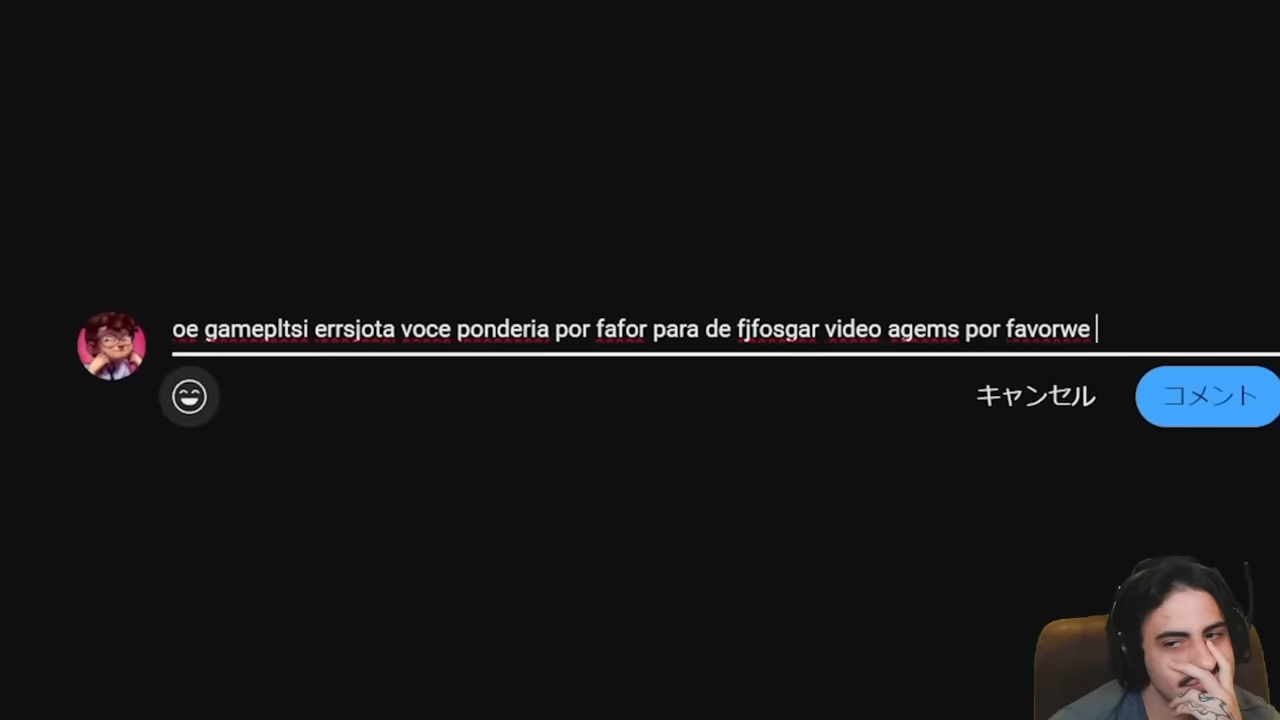 oe gamepltsi errsjota voce ponderia por fafor para de fjfosgar video agems por favorwe
キャンセル
コメント